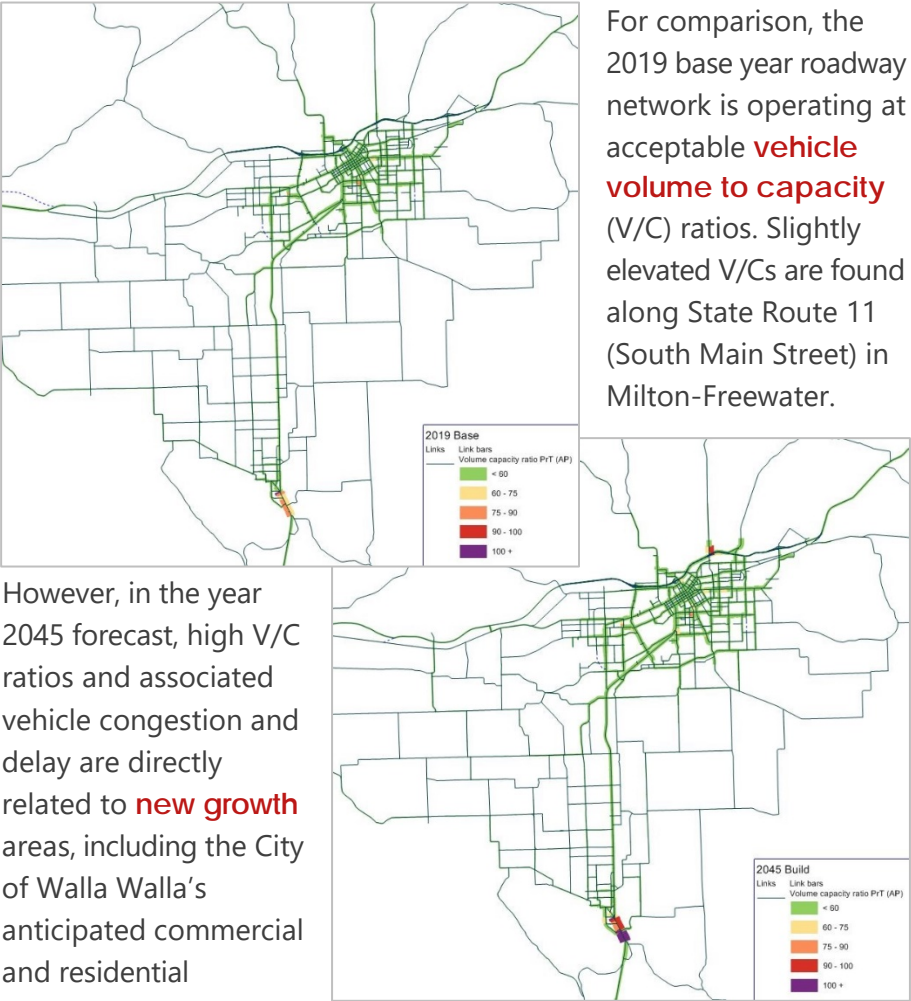 For comparison, the
2019 base year roadway
network is operating at
acceptable vehicle
volume to capacity
(V/C) ratios. Slightly
elevated V/Cs are found
along State Route 11
(South Main Street) in
Milton-Freewater.
2019 Base
Links Link bars
Volume capacity ratio PrT (AP)
< 60
60 - 75
75 - 90
90 - 100
100 +
However, in the year
2045 forecast, high V/C
ratios and associated
vehicle congestion and
delay are directly
related to new growth
areas, including the City
of Walla Walla’s
anticipated commercial
and residential
2045 Build
Links Link bars
Volume capacity ratio PrT (AP)
< 60
60 - 75
75 - 90
90 - 100
100 +